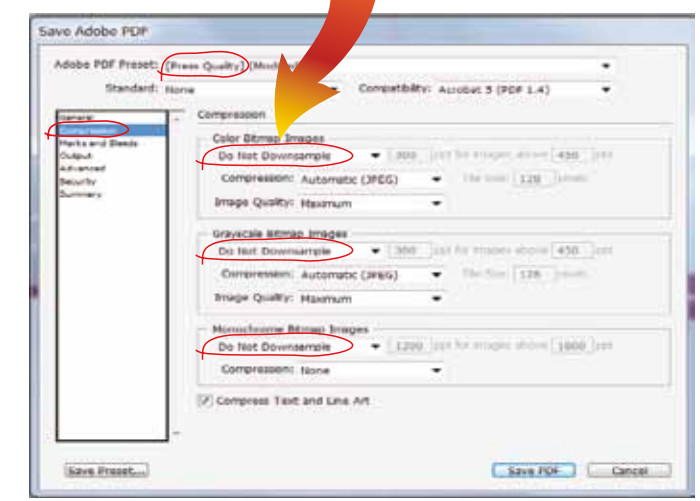 Save Adobe PDF
Adobe PDF Preset: [Press Quality]
Standard: None Compatibility: Acrobat 5 (PDF 1.4)
General Compression
Compression
Color Bitmap Images
Marks and Bleeds
Do Not Downsample 300 ppi for images above 450 ppi
Output
Advanced
Compression: Automatic (JPEG) Tile Size: 128 pixels
Security
Summary
Image Quality: Maximum
Grayscale Bitmap Images
Do Not Downsample 300 ppi for images above 450 ppi
Compression: Automatic (JPEG) Tile Size: 128 pixels
Image Quality: Maximum
Monochrome Bitmap Images
Do Not Downsample 1200 ppi for images above 1800 ppi
Compression: None
Compress Text and Line Art
Save Preset... Save PDF Cancel